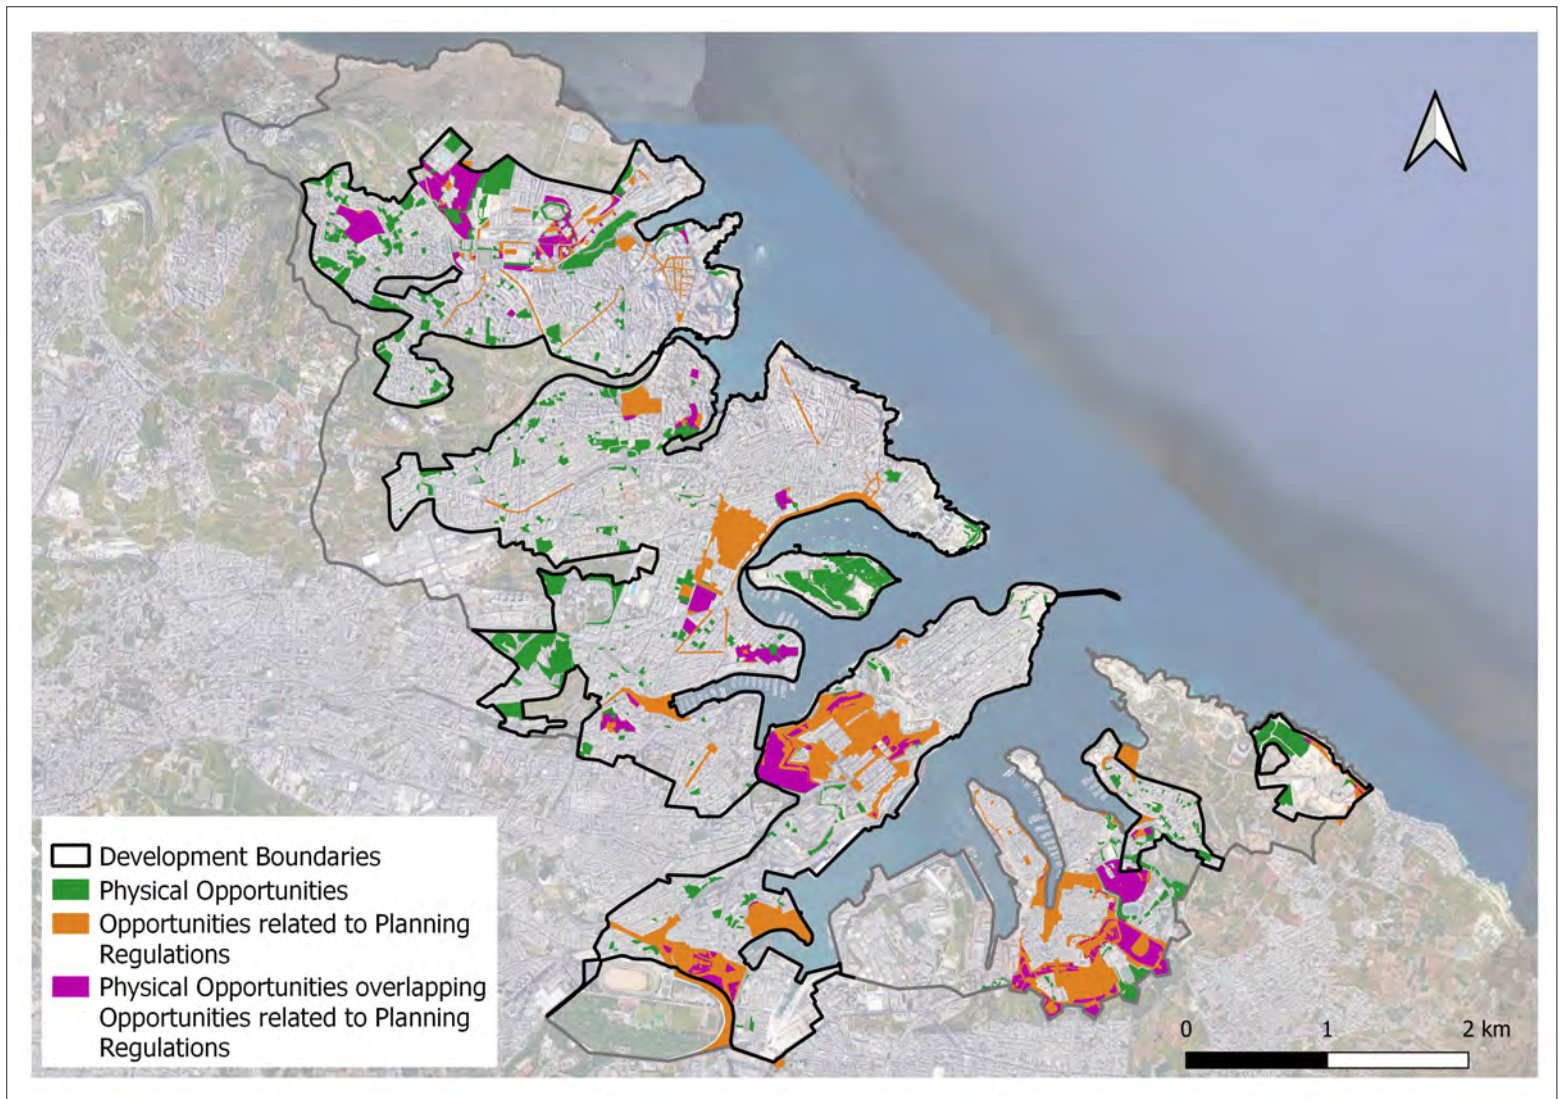 Development Boundaries
Physical Opportunities
Opportunities related to Planning
Regulations
Physical Opportunities overlapping
Opportunities related to Planning
Regulations
0 1 2 km